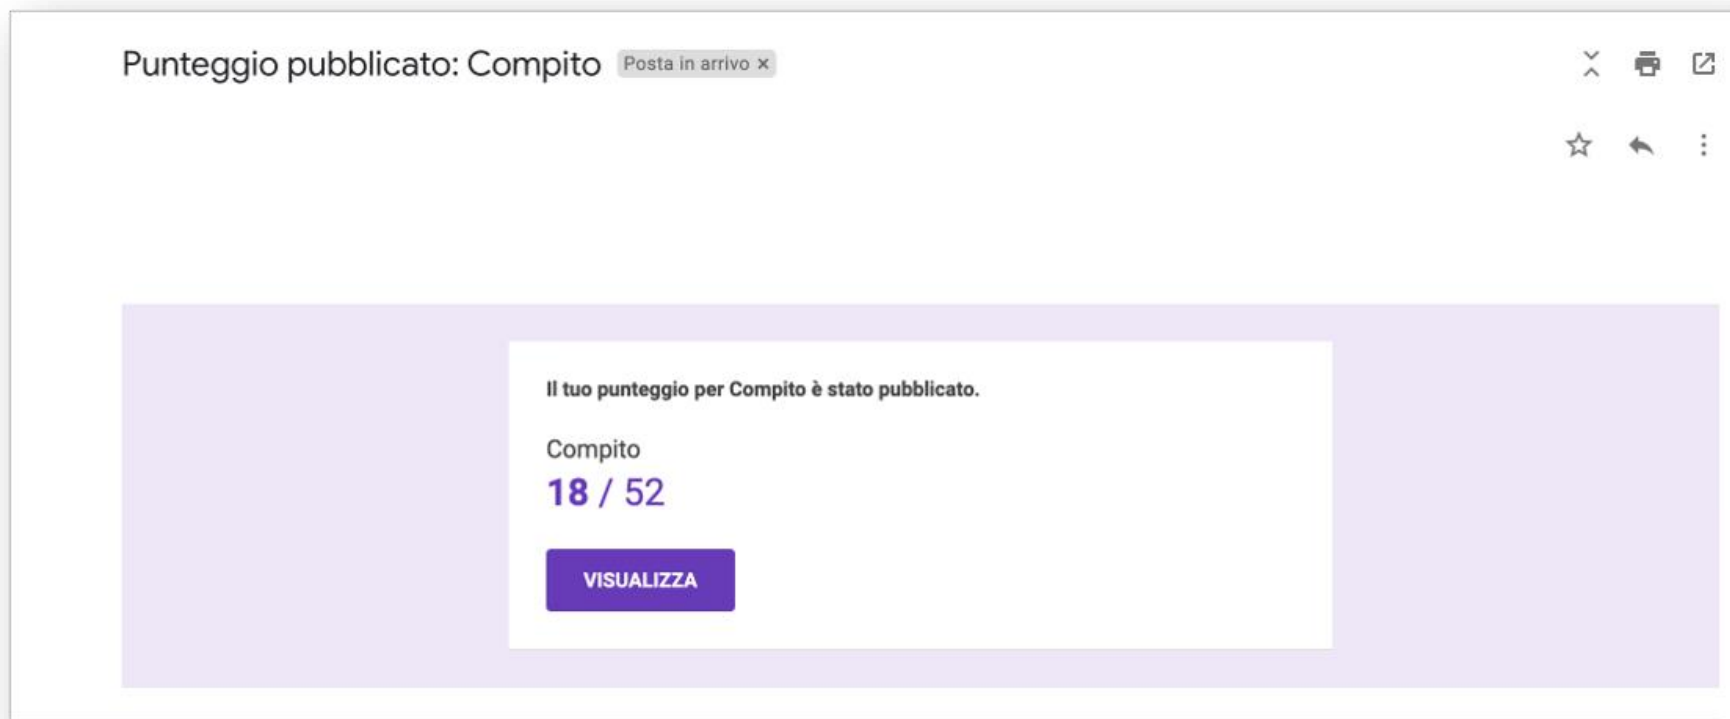 Punteggio pubblicato: Compito Posta in arrivo ×
Il tuo punteggio per Compito è stato pubblicato.
Compito
18 / 52
VISUALIZZA